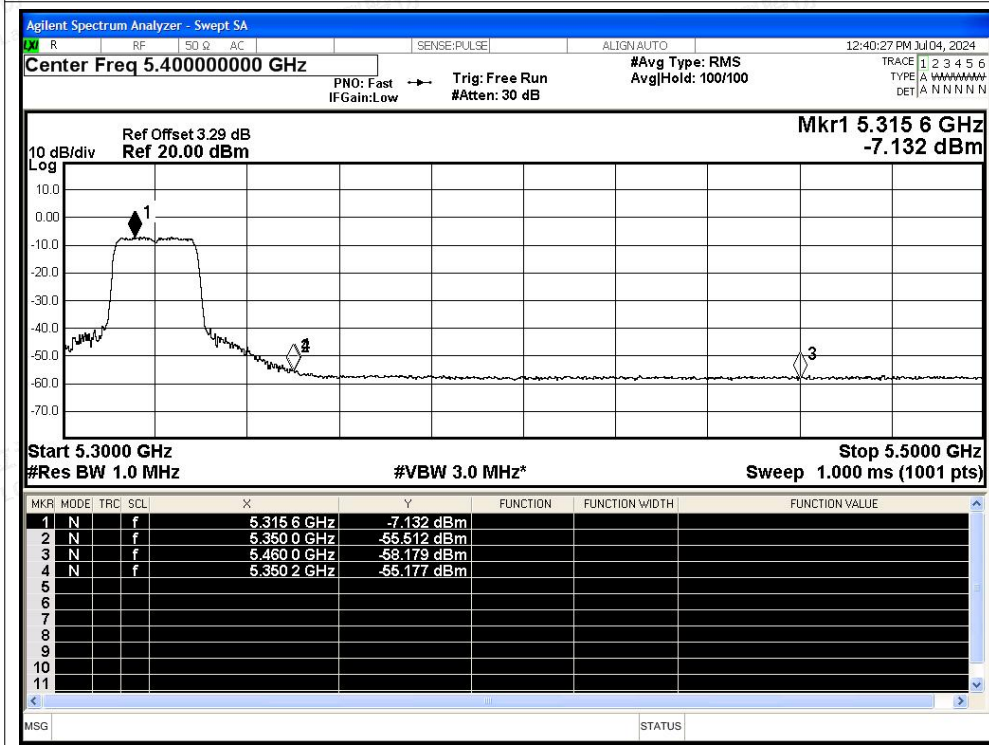 Agilent Spectrum Analyzer - Swept SA
LXI R RF 50 Ω AC SENSE:PULSE ALIGN AUTO 12:40:27 PM Jul 04, 2024
Center Freq 5.400000000 GHz #Avg Type: RMS TRACE 1 2 3 4 5 6
PNO: Fast Trig: Free Run Avg|Hold: 100/100 TYPE A WWWWWW
IFGain:Low #Atten: 30 dB DET A N N N N N
Mkr1 5.315 6 GHz
Ref Offset 3.29 dB
10 dB/div Ref 20.00 dBm -7.132 dBm
Log
10.0
0.00
1
-10.0
-20.0
-30.0
-40.0
-50.0
3
-60.0
-70.0
Start 5.3000 GHz Stop 5.5000 GHz
#Res BW 1.0 MHz #VBW 3.0 MHz* Sweep 1.000 ms (1001 pts)
MKR MODE TRC SCL X Y FUNCTION FUNCTION WIDTH FUNCTION VALUE
1 N f 5.315 6 GHz -7.132 dBm
2 N f 5.350 0 GHz -55.512 dBm
3 N f 5.460 0 GHz -58.179 dBm
4 N f 5.350 2 GHz -55.177 dBm
5
6
7
8
9
10
11
MSG STATUS